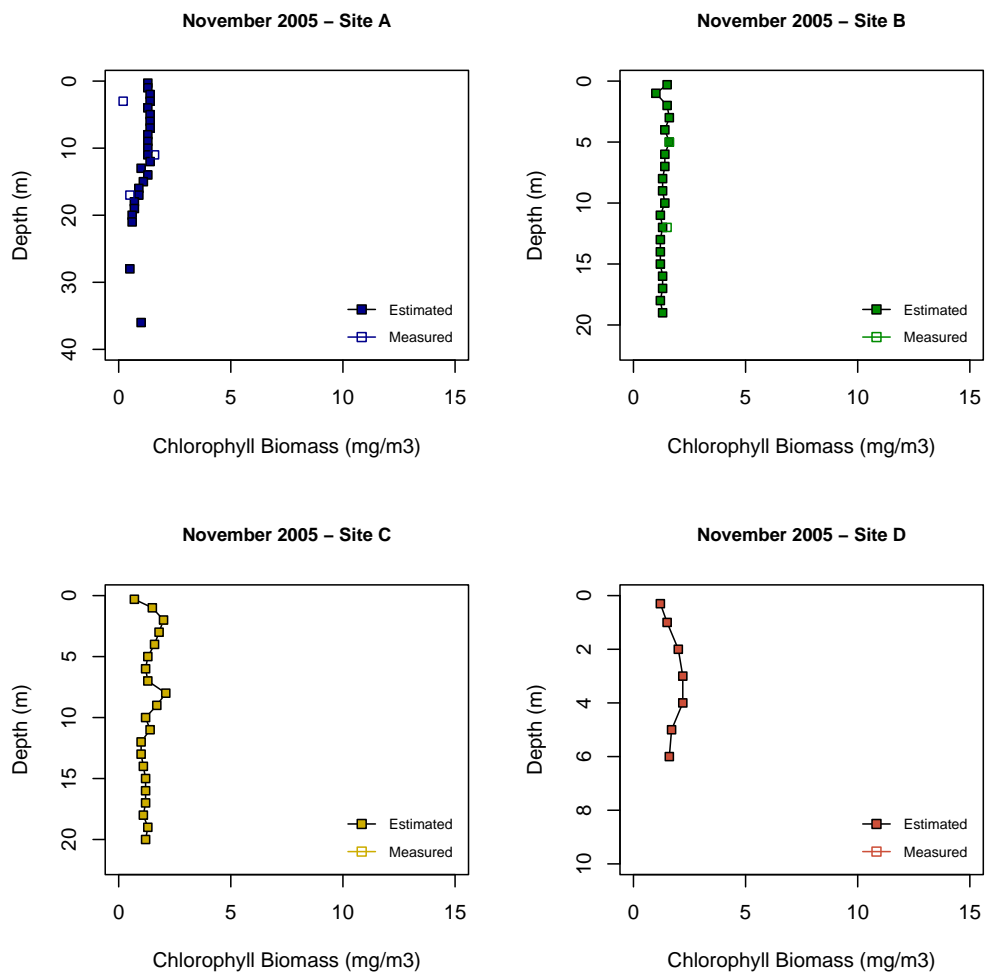 November 2005 – Site A
0
10
20
30
40
Depth (m)
Estimated
Measured
0 5 10 15
Chlorophyll Biomass (mg/m3)
November 2005 – Site B
0
5
10
15
20
Depth (m)
Estimated
Measured
0 5 10 15
Chlorophyll Biomass (mg/m3)
November 2005 – Site C
0
5
10
15
20
Depth (m)
Estimated
Measured
0 5 10 15
Chlorophyll Biomass (mg/m3)
November 2005 – Site D
0
2
4
6
8
10
Depth (m)
Estimated
Measured
0 5 10 15
Chlorophyll Biomass (mg/m3)